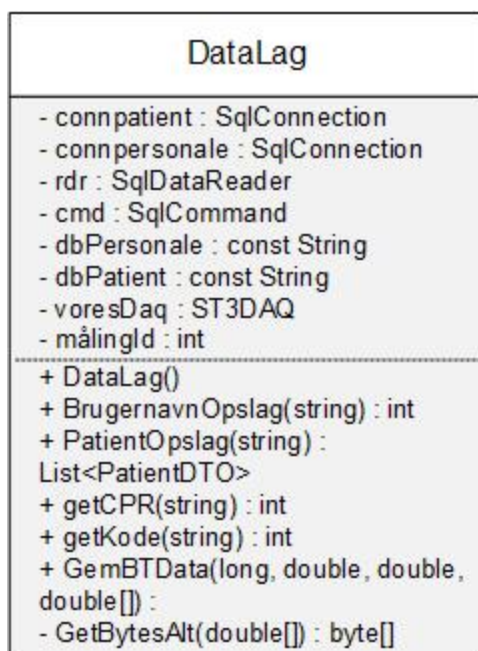 DataLag
- connpatient : SqlConnection
- connpersonale : SqlConnection
- rdr : SqlDataReader
- cmd : SqlCommand
- dbPersonale : const String
- dbPatient : const String
- voresDaq : ST3DAQ
- målingId : int
+ DataLag()
+ BrugernavnOpslag(string) : int
+ PatientOpslag(string) :
List<PatientDTO>
+ getCPR(string) : int
+ getKode(string) : int
+ GemBTData(long, double, double,
double[]) :
- GetBytesAlt(double[]) : byte[]